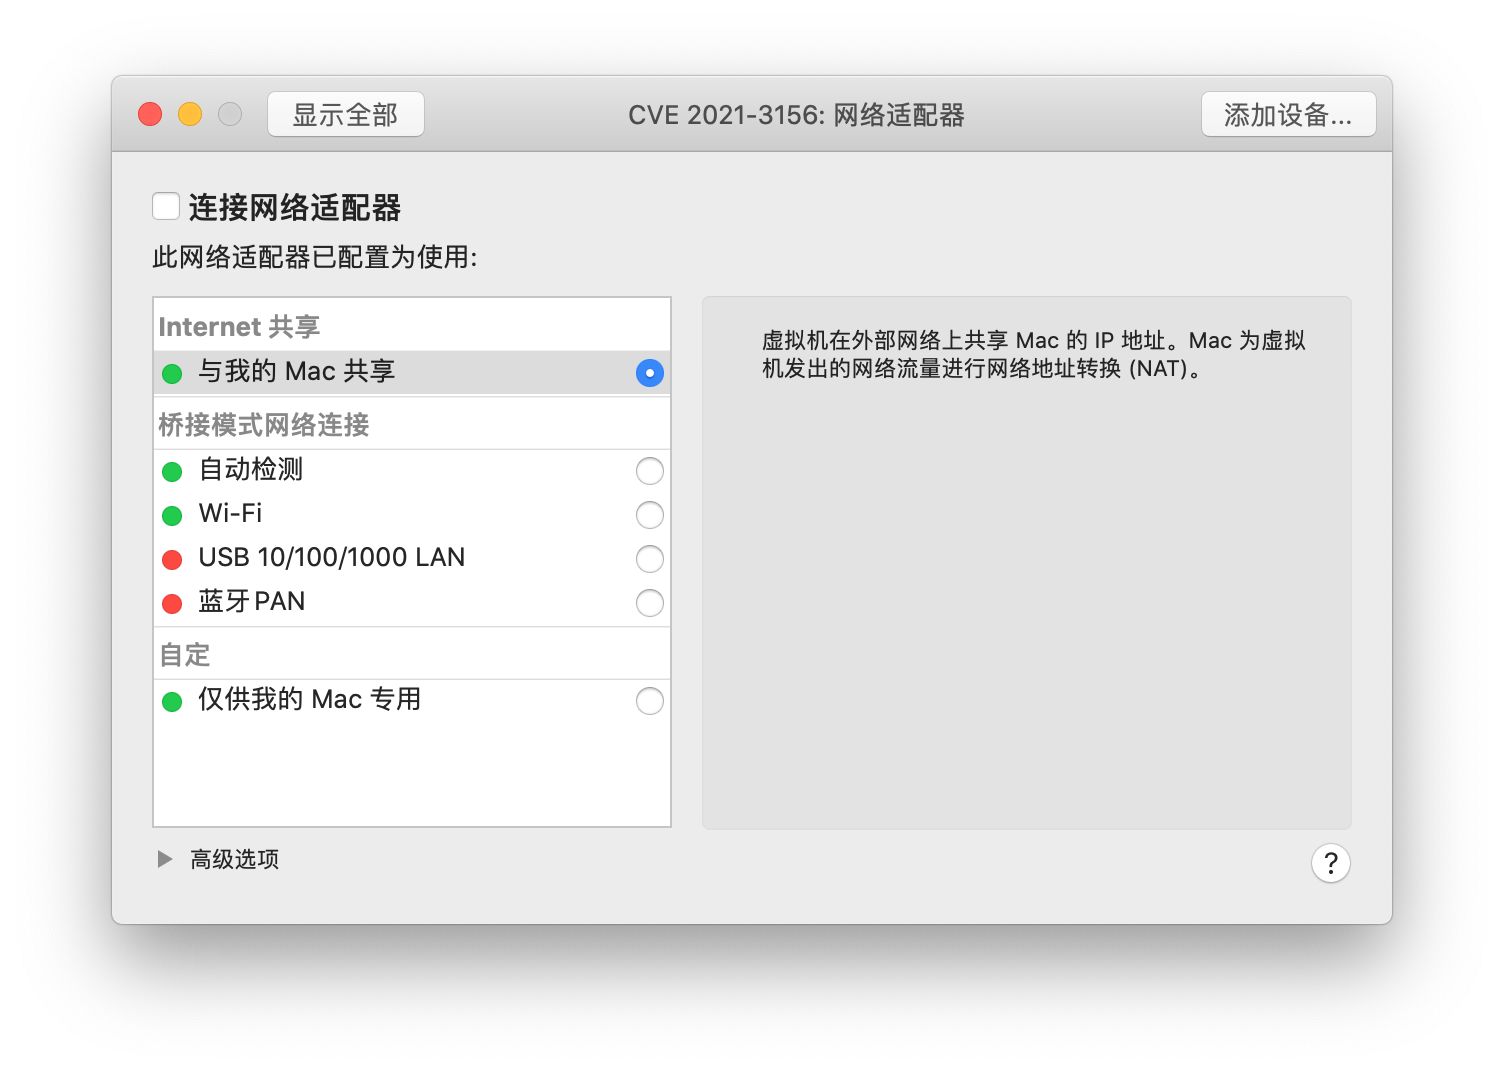 显示全部
CVE 2021-3156: 网络适配器
添加设备...
连接网络适配器
此网络适配器已配置为使用:
Internet 共享
与我的 Mac 共享
桥接模式网络连接
自动检测
Wi-Fi
USB 10/100/1000 LAN
蓝牙 PAN
自定
仅供我的 Mac 专用
虚拟机在外部网络上共享 Mac 的 IP 地址。Mac 为虚拟
机发出的网络流量进行网络地址转换 (NAT)。
高级选项
?